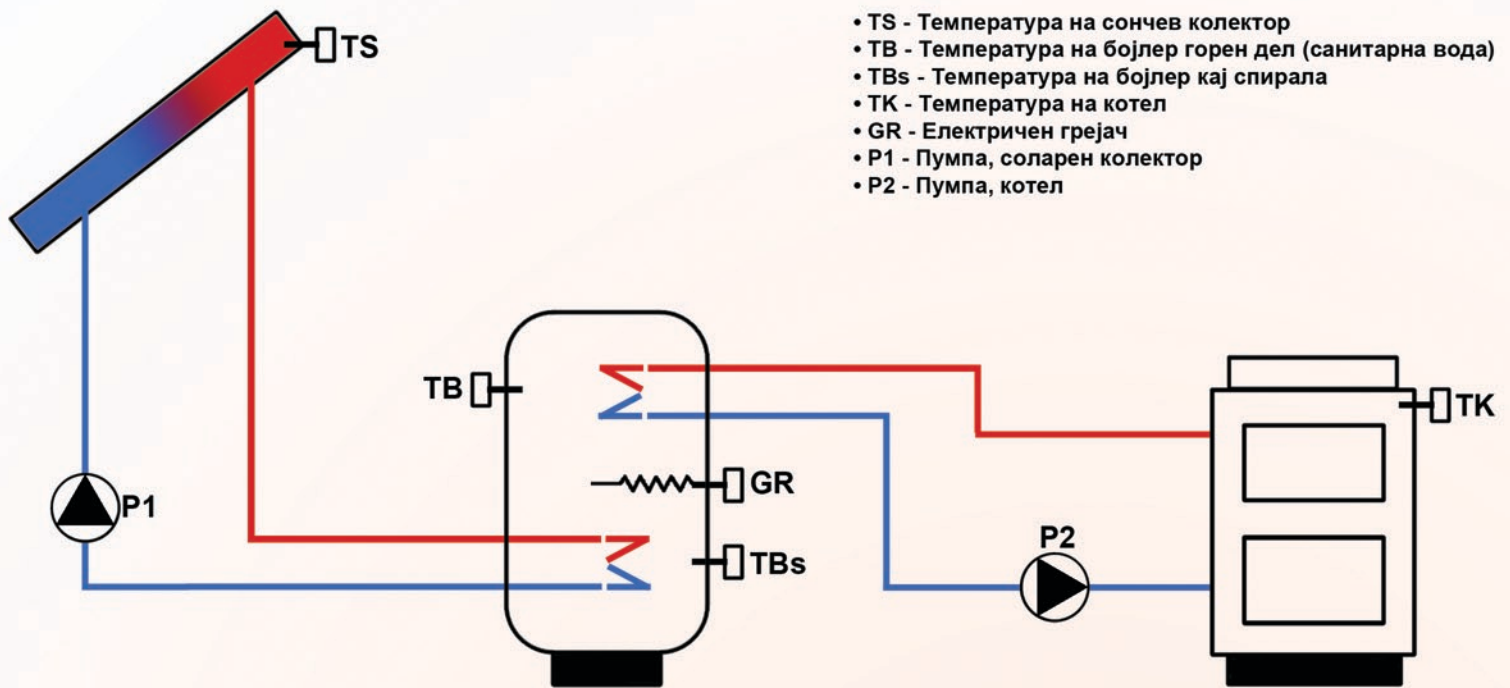 • TS - Температура на сончев колектор
• TB - Температура на бојлер горен дел (санитарна вода)
• TBs - Температура на бојлер кај спирала
• TK - Температура на котел
• GR - Електричен грејач
• P1 - Пумпа, соларен колектор
• P2 - Пумпа, котел
TS
TB
TK
GR
P1
P2
TBs